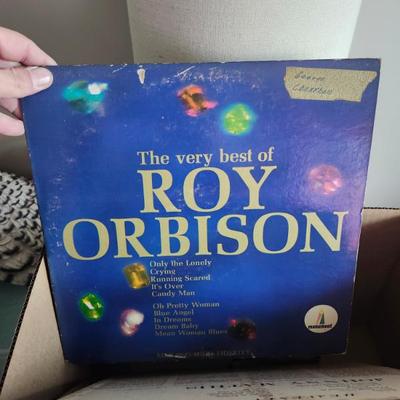 George
The very best of
ROY
ORBISON
Only the Lonely
Crying
Running Scared
It's Over
Candy Man
Oh Pretty Woman
Blue Angel
In Dreams
Dream Baby
Mean Woman Blues
monument